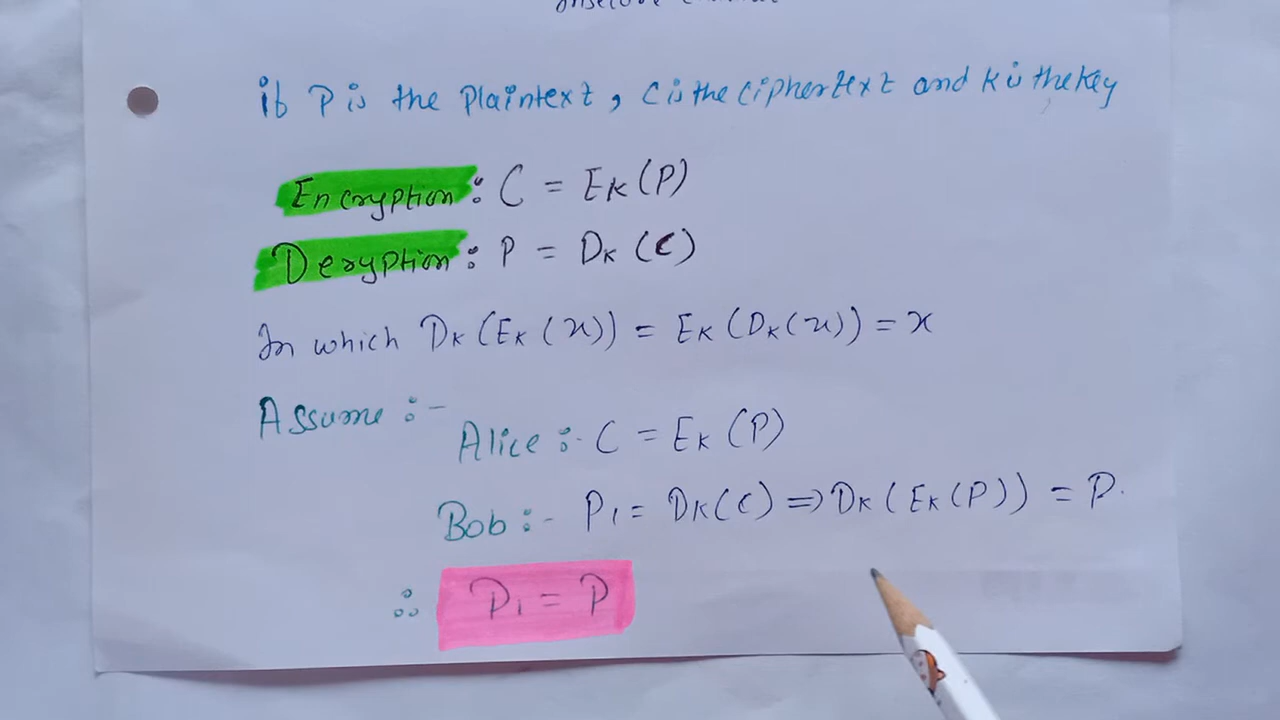 if P is the Plaintext, C is the Ciphertext and K is the Key
Encryption: C = EK(P)
Deryption: P = DK(C)
In which DK(EK(x)) = EK(DK(x)) = x
Assume :-
Alice :- C = EK(P)
Bob :- P1 = DK(C) ⇒ DK(EK(P)) = P.
∴ P1 = P